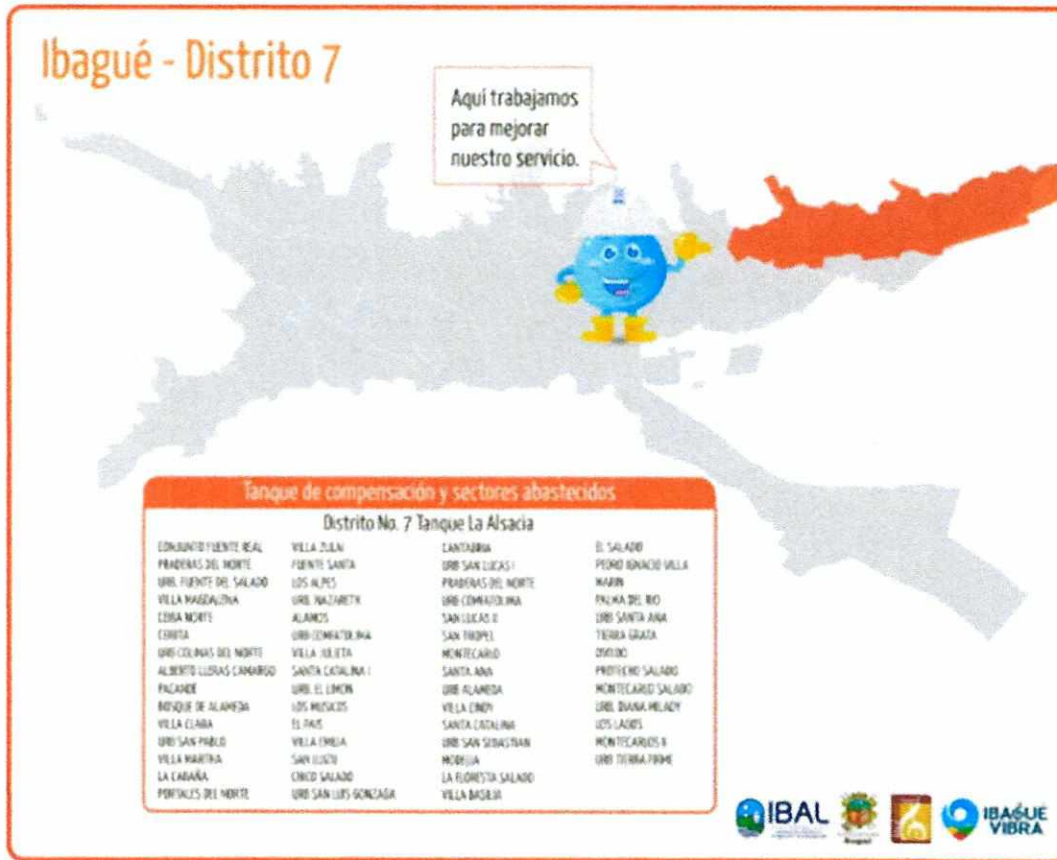 Ibagué - Distrito 7
Aquí trabajamos
para mejorar
nuestro servicio.
Tanque de compensación y sectores abastecidos
Distrito No. 7 Tanque La Alsacia
CONJUNTO FUENTE REAL
PRADERAS DEL NORTE
URB. FUENTE DEL SALADO
VILLA MAGDALENA
CEIBA NORTE
CEIBITA
URB COLINAS DEL NORTE
ALBERTO LLERAS CAMARGO
PACANDE
BOSQUE DE ALAMEDA
VILLA CLARA
URB SAN PABLO
VILLA MARTHA
LA CABAÑA
PORTALES DEL NORTE
VILLA ZULAI
FUENTE SANTA
LOS ALPES
URB. NAZARETH
ALAMOS
URB COMFATOLIMA
VILLA JULIETA
SANTA CATALINA I
URB. EL LIMON
LOS MUSICOS
EL PAIS
VILLA EMILIA
SAN
CHICO SALADO
URB SAN LUIS GONZAGA
CANTABRIA
URB SAN LUCAS I
PRADERAS DEL NORTE
URB COMFATOLIMA
SAN LUCAS II
SAN TROPEL
MONTECARLO
SANTA ANA
URB ALAMEDA
VILLA CINDY
SANTA CATALINA
URB SAN SEBASTIAN
MODELIA
LA FLORESTA SALADO
VILLA BASILIA
EL SALADO
PEDRO IGNACIO VILLA
MARIN
PALMA DEL RIO
URB SANTA ANA
TIERRA GRATA
OVIEDO
PROTECHO SALADO
MONTECARLO SALADO
URB. DIANA MILADY
LOS LAGOS
MONTECARLOS II
URB TIERRA FIRME
IBAL
Ibagué
IBAGUÉ
VIBRA